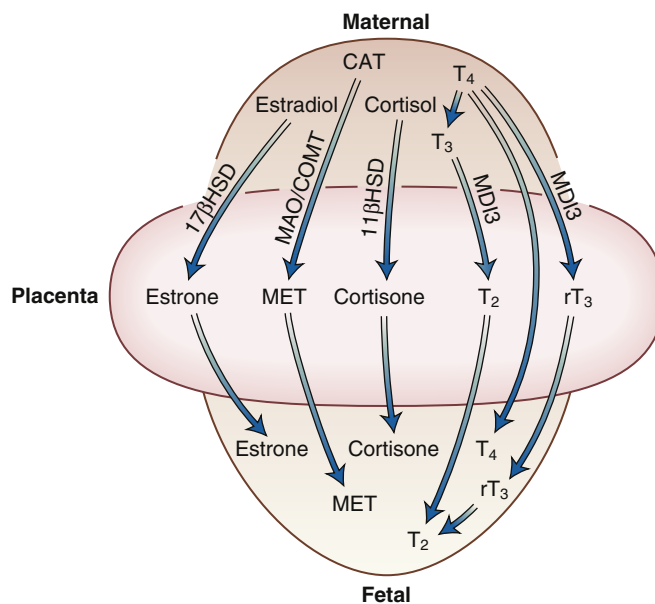 Maternal
CAT
T₄
Estradiol
Cortisol
T₃
17βHSD
MAO/COMT
11βHSD
MDI3
MDI3
Placenta
Estrone
MET
Cortisone
T₂
rT₃
Estrone
Cortisone
T₄
rT₃
MET
T₂
Fetal